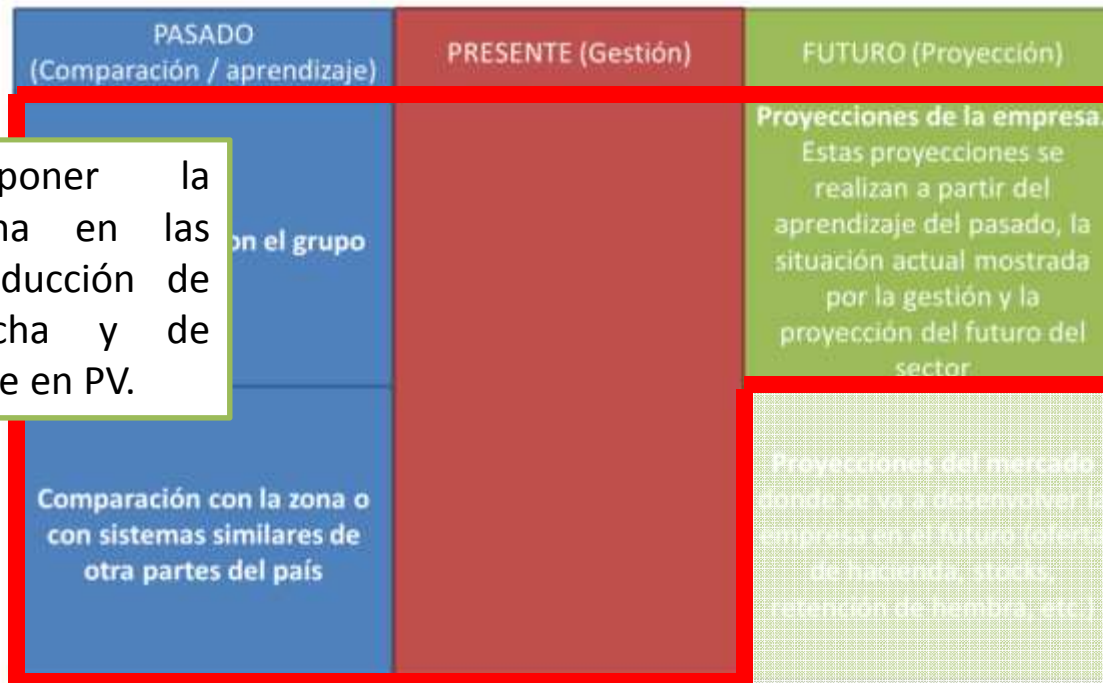 PASADO
(Comparación / aprendizaje)
PRESENTE (Gestión)
FUTURO (Proyección)
poner la
na en las
ducción de
cha y de
e en PV.
on el grupo
Comparación con la zona o
con sistemas similares de
otra partes del país
Proyecciones de la empresa.
Estas proyecciones se
realizan a partir del
aprendizaje del pasado, la
situación actual mostrada
por la gestión y la
proyección del futuro del
sector
Proyecciones del mercado
donde se va a desenvolver la
empresa en el futuro (oferta
de hacienda, stocks,
retención de hembra, etc.)